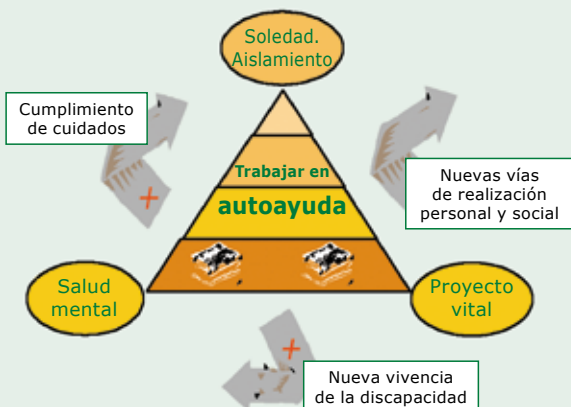 Soledad.
Aislamiento
Cumplimiento
de cuidados
Trabajar en
autoayuda
Nuevas vías
de realización
personal y social
Salud
mental
Proyecto
vital
Nueva vivencia
de la discapacidad